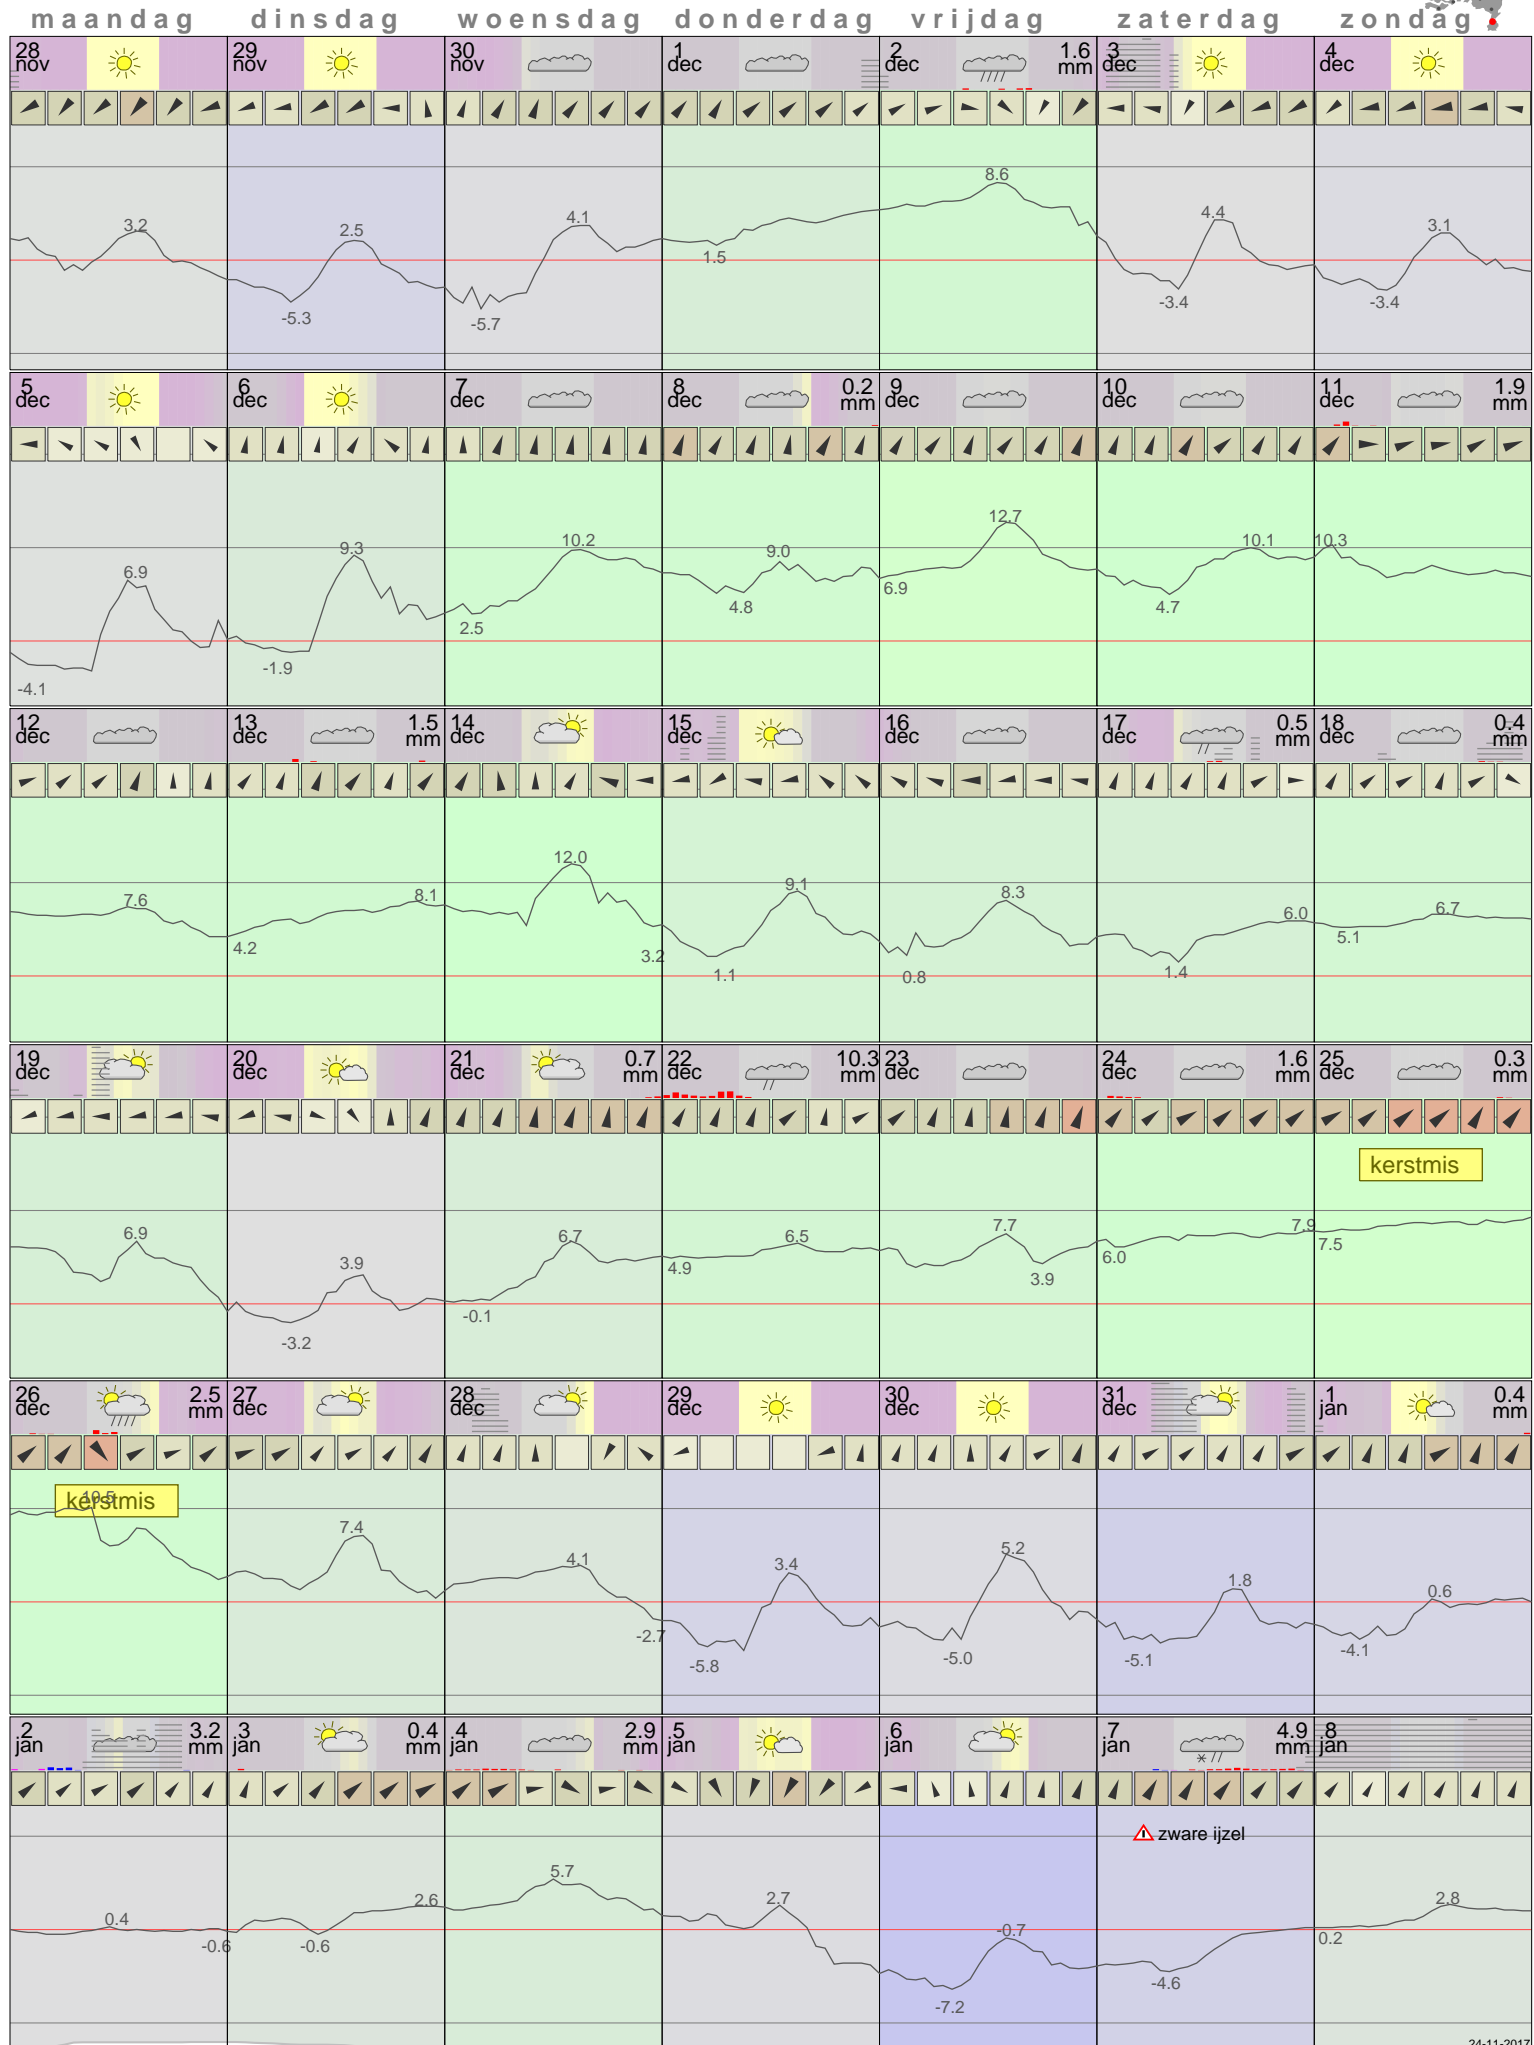 maandag dinsdag woensdag donderdag vrijdag zaterdag zondag
28 nov 29 nov 30 nov 1 dec 2 dec 1.6 mm 3 dec 4 dec
3.2 2.5 -5.3 4.1 -5.7 1.5 8.6 4.4 -3.4 3.1 -3.4
5 dec 6 dec 7 dec 8 dec 0.2 mm 9 dec 10 dec 11 dec 1.9 mm
-4.1 6.9 -1.9 9.3 2.5 10.2 4.8 9.0 6.9 12.7 4.7 10.1 10.3
12 dec 13 dec 1.5 mm 14 dec 15 dec 16 dec 17 dec 0.5 mm 18 dec 0.4 mm
7.6 4.2 8.1 12.0 3.2 1.1 9.1 0.8 8.3 1.4 6.0 5.1 6.7
19 dec 20 dec 21 dec 0.7 mm 22 dec 10.3 mm 23 dec 24 dec 1.6 mm 25 dec 0.3 mm
kerstmis
6.9 -3.2 3.9 -0.1 6.7 4.9 6.5 7.7 3.9 6.0 7.9 7.5
26 dec 2.5 mm 27 dec 28 dec 29 dec 30 dec 31 dec 1 jan 0.4 mm
kerstmis
10.5 7.4 4.1 -2.7 -5.8 3.4 -5.0 5.2 -5.1 1.8 -4.1 0.6
2 jan 3.2 mm 3 jan 0.4 mm 4 jan 2.9 mm 5 jan 6 jan 7 jan 4.9 mm 8 jan
zware ijzel
0.4 -0.6 -0.6 2.6 5.7 2.7 -7.2 -0.7 -4.6 0.2 2.8
24-11-2017